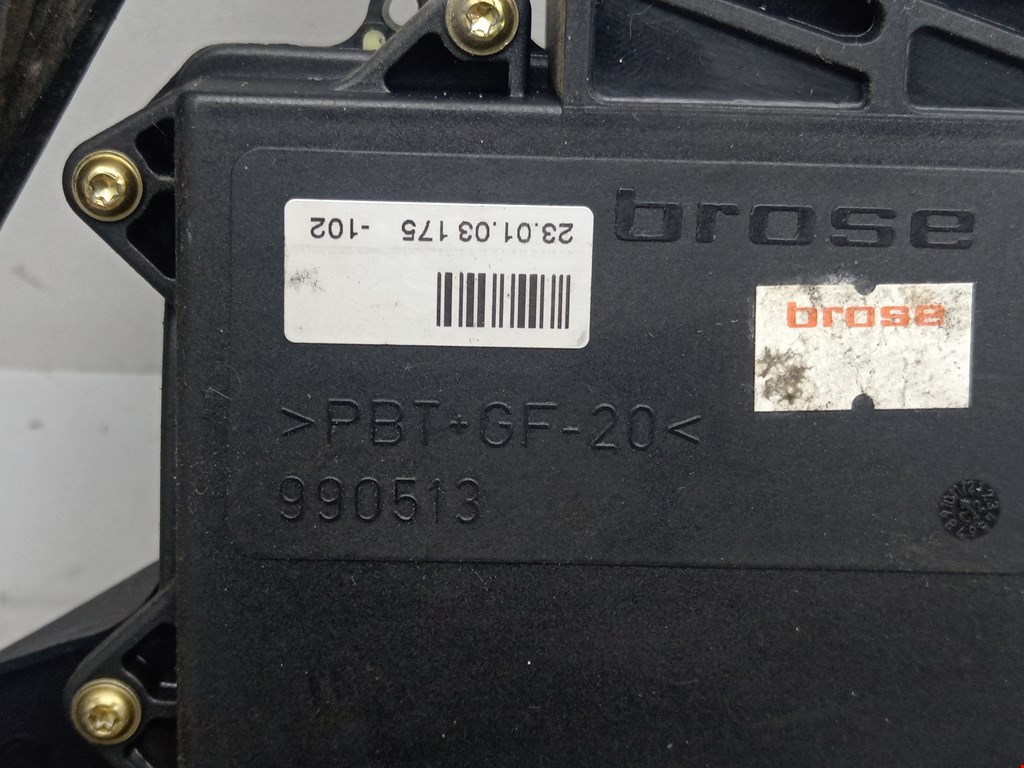 brose
23.01.03 175 -102
brose
>PBT+GF-20<
990513